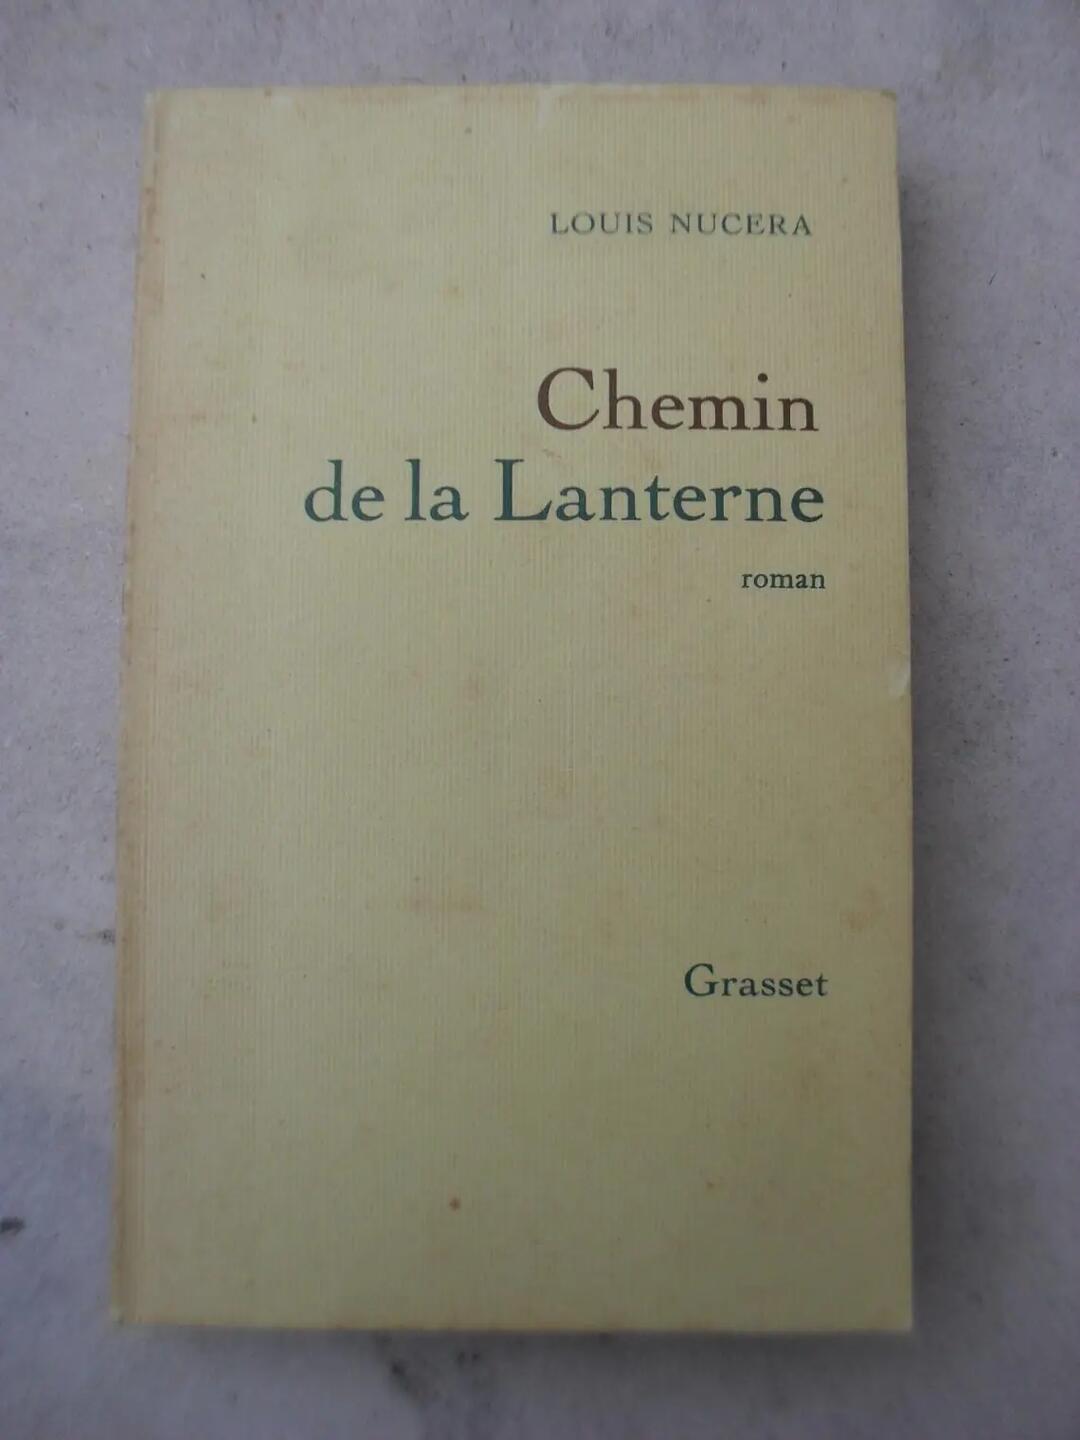 LOUIS NUCERA
Chemin
de la Lanterne
roman
Grasset